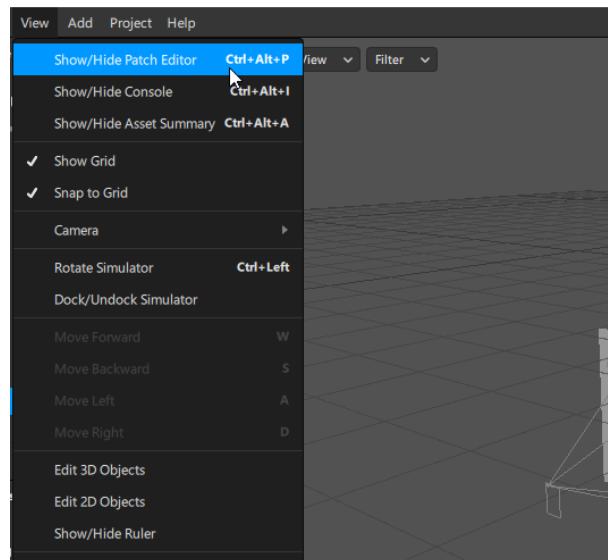 View Add Project Help
Show/Hide Patch Editor Ctrl+Alt+P
View Filter
Show/Hide Console Ctrl+Alt+I
Show/Hide Asset Summary Ctrl+Alt+A
Show Grid
Snap to Grid
Camera
Rotate Simulator Ctrl+Left
Dock/Undock Simulator
Move Forward W
Move Backward S
Move Left A
Move Right D
Edit 3D Objects
Edit 2D Objects
Show/Hide Ruler